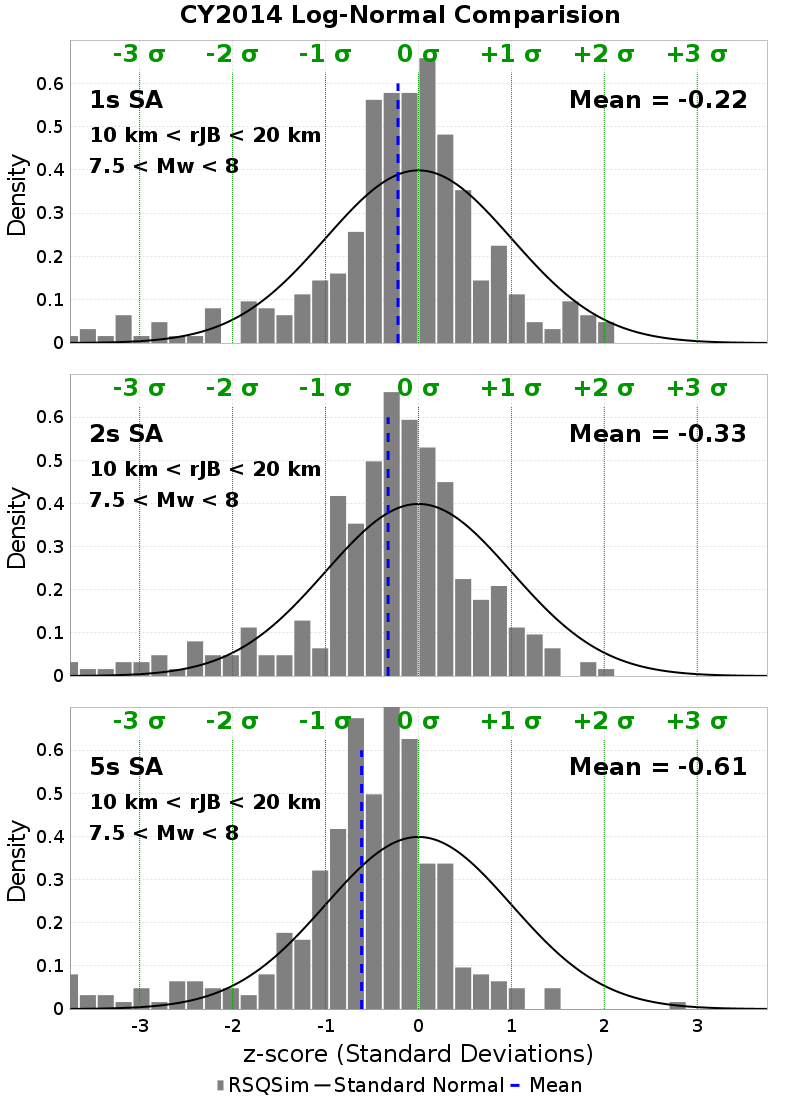 CY2014 Log-Normal Comparision
-3 σ -2 σ -1 σ 0 σ +1 σ +2 σ +3 σ
1s SA
Mean = -0.22
10 km < rJB < 20 km
7.5 < Mw < 8
Density
0.6
0.5
0.4
0.3
0.2
0.1
0
-3 σ -2 σ -1 σ 0 σ +1 σ +2 σ +3 σ
2s SA
Mean = -0.33
10 km < rJB < 20 km
7.5 < Mw < 8
Density
0.6
0.5
0.4
0.3
0.2
0.1
0
-3 σ -2 σ -1 σ 0 σ +1 σ +2 σ +3 σ
5s SA
Mean = -0.61
10 km < rJB < 20 km
7.5 < Mw < 8
Density
0.6
0.5
0.4
0.3
0.2
0.1
0
-3 -2 -1 0 1 2 3
z-score (Standard Deviations)
RSQSim Standard Normal Mean